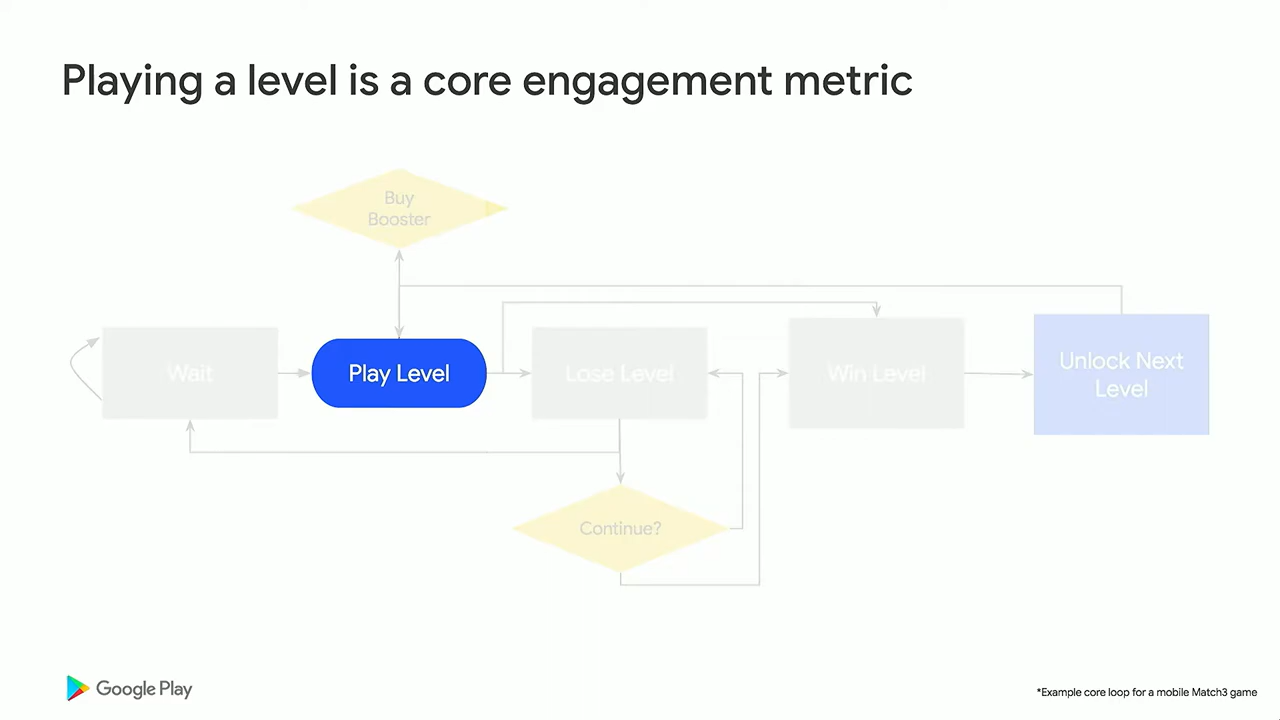 Playing a level is a core engagement metric
Buy
Booster
Wait
Play Level
Lose Level
Win Level
Unlock Next
Level
Continue?
Google Play
*Example core loop for a mobile Match3 game